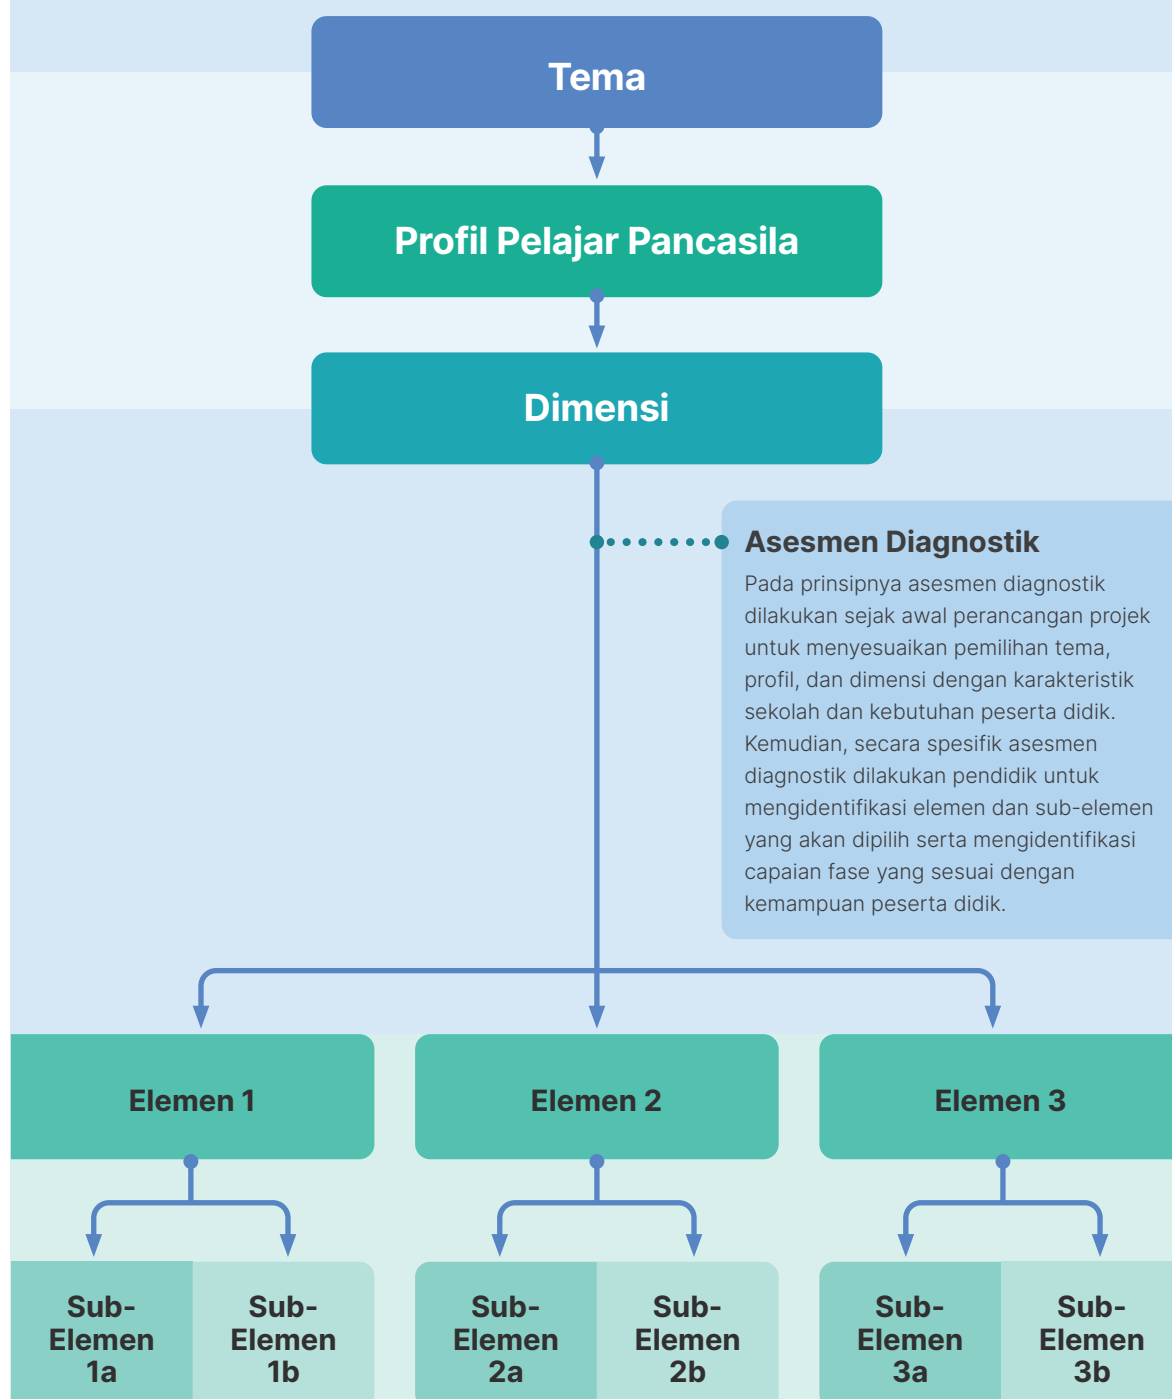 Tema
Profil Pelajar Pancasila
Dimensi
Asesmen Diagnostik
Pada prinsipnya asesmen diagnostik
dilakukan sejak awal perancangan projek
untuk menyesuaikan pemilihan tema,
profil, dan dimensi dengan karakteristik
sekolah dan kebutuhan peserta didik.
Kemudian, secara spesifik asesmen
diagnostik dilakukan pendidik untuk
mengidentifikasi elemen dan sub-elemen
yang akan dipilih serta mengidentifikasi
capaian fase yang sesuai dengan
kemampuan peserta didik.
Elemen 1
Elemen 2
Elemen 3
Sub-
Elemen
1a
Sub-
Elemen
1b
Sub-
Elemen
2a
Sub-
Elemen
2b
Sub-
Elemen
3a
Sub-
Elemen
3b